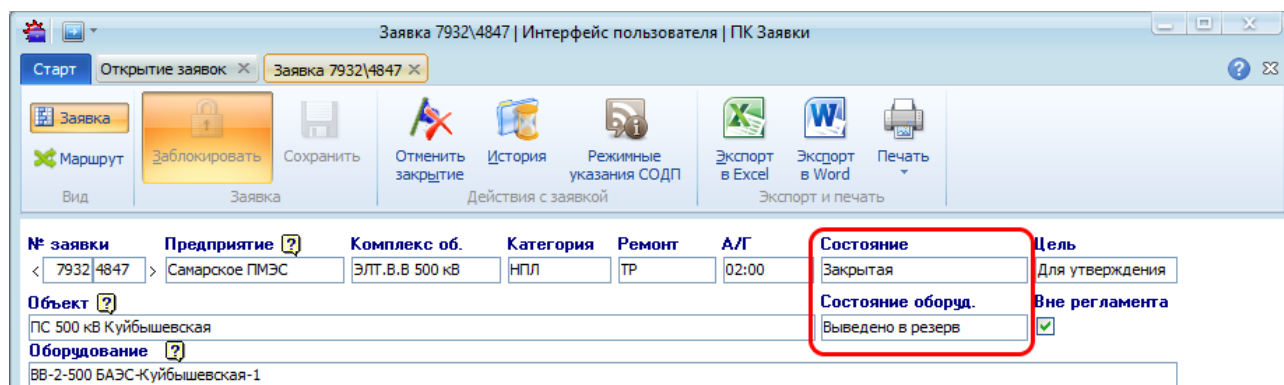 Заявка 7932\4847 | Интерфейс пользователя | ПК Заявки
Старт Открытие заявок Заявка 7932\4847
Заявка Заблокировать Сохранить Отменить закрытие История Режимные указания СОДП Экспорт в Excel Экспорт в Word Печать
Маршрут
Вид Заявка Действия с заявкой Экспорт и печать
№ заявки Предприятие ? Комплекс об. Категория Ремонт А/Г Состояние Цель
< 7932 4847 > Самарское ПМЭС ЭЛТ.В.В 500 кВ НПЛ ТР 02:00 Закрытая Для утверждения
Объект ? Состояние оборуд. Вне регламента
ПС 500 кВ Куйбышевская Выведено в резерв
Оборудование ?
ВВ-2-500 БАЭС-Куйбышевская-1